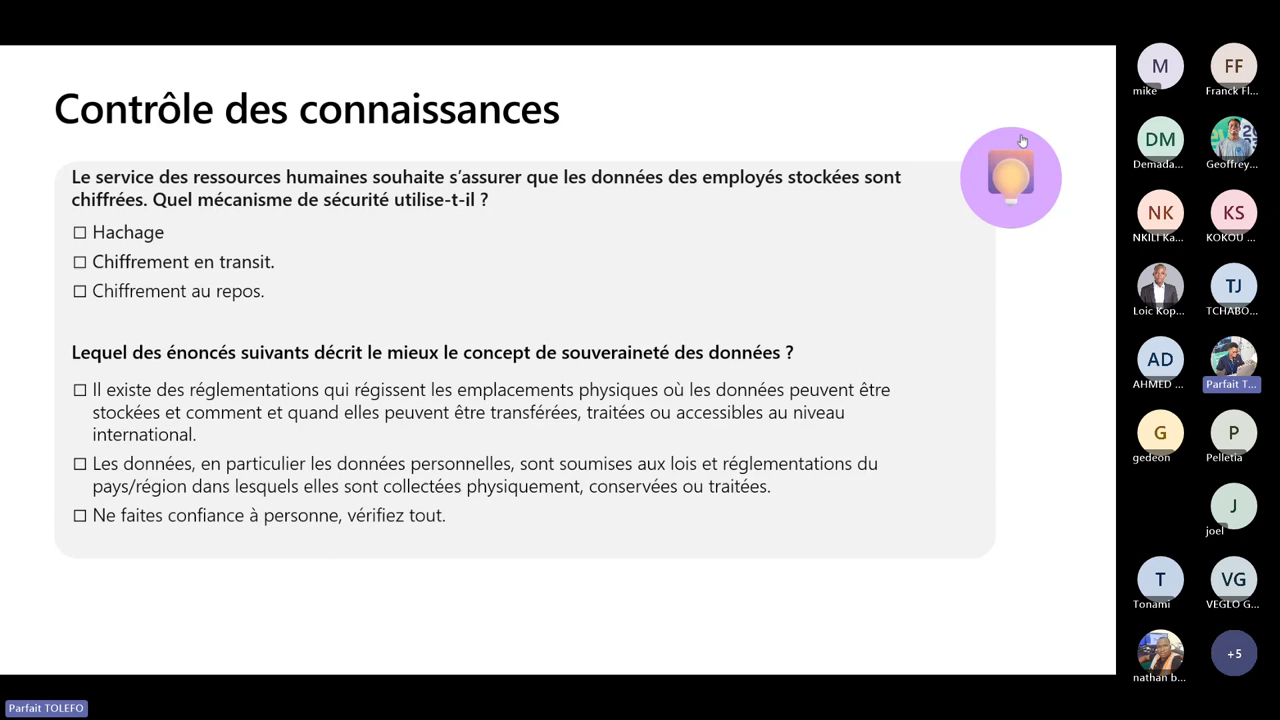 Contrôle des connaissances
Le service des ressources humaines souhaite s'assurer que les données des employés stockées sont
chiffrées. Quel mécanisme de sécurité utilise-t-il ?
☐ Hachage
☐ Chiffrement en transit.
☐ Chiffrement au repos.
Lequel des énoncés suivants décrit le mieux le concept de souveraineté des données ?
☐ Il existe des réglementations qui régissent les emplacements physiques où les données peuvent être
stockées et comment et quand elles peuvent être transférées, traitées ou accessibles au niveau
international.
☐ Les données, en particulier les données personnelles, sont soumises aux lois et réglementations du
pays/région dans lesquels elles sont collectées physiquement, conservées ou traitées.
☐ Ne faites confiance à personne, vérifiez tout.
M
mike
FF
Franck Fl...
DM
Demada...
Geoffrey...
NK
NKILI Ka...
KS
KOKOU ...
Loic Kop...
TJ
TCHABO...
AD
AHMED ...
Parfait T...
G
gedeon
P
Pelletia
J
joel
T
Tonami
VG
VEGLO G...
nathan b...
+5
Parfait TOLEFO